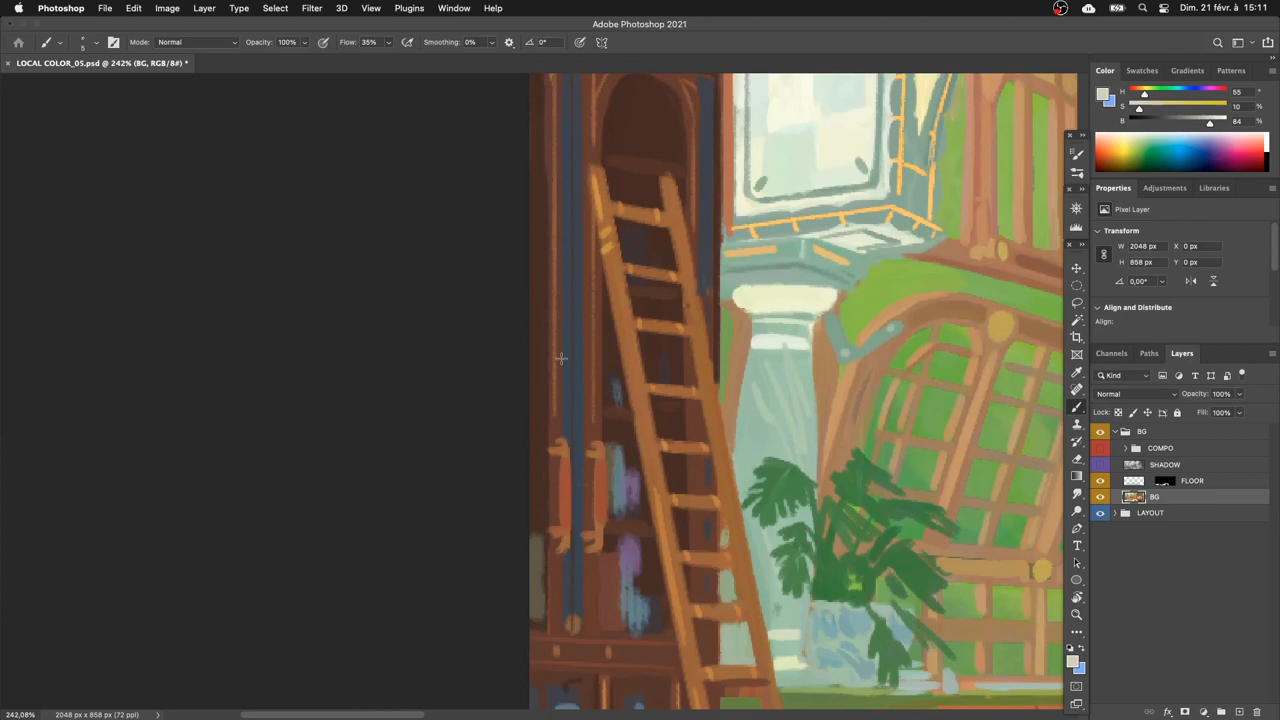 Photoshop File Edit Image Layer Type Select Filter 3D View Plugins Window Help Dim. 21 févr à 15:11
Adobe Photoshop 2021
5 Mode: Normal Opacity: 100% Flow: 35% Smoothing: 0% 0°
× LOCAL COLOR_05.psd @ 242% (BG, RGB/8#) *
Color Swatches Gradients Patterns
H 55 °
S 10 %
B 84 %
Properties Adjustments Libraries
Pixel Layer
Transform
W 2048 px X 0 px
H 858 px Y 0 px
0,00°
Align and Distribute
Align:
Channels Paths Layers
Kind
Normal Opacity: 100%
Lock: Fill: 100%
BG
COMPO
SHADOW
FLOOR
BG
LAYOUT
242,08% 2048 px x 858 px (72 ppi)